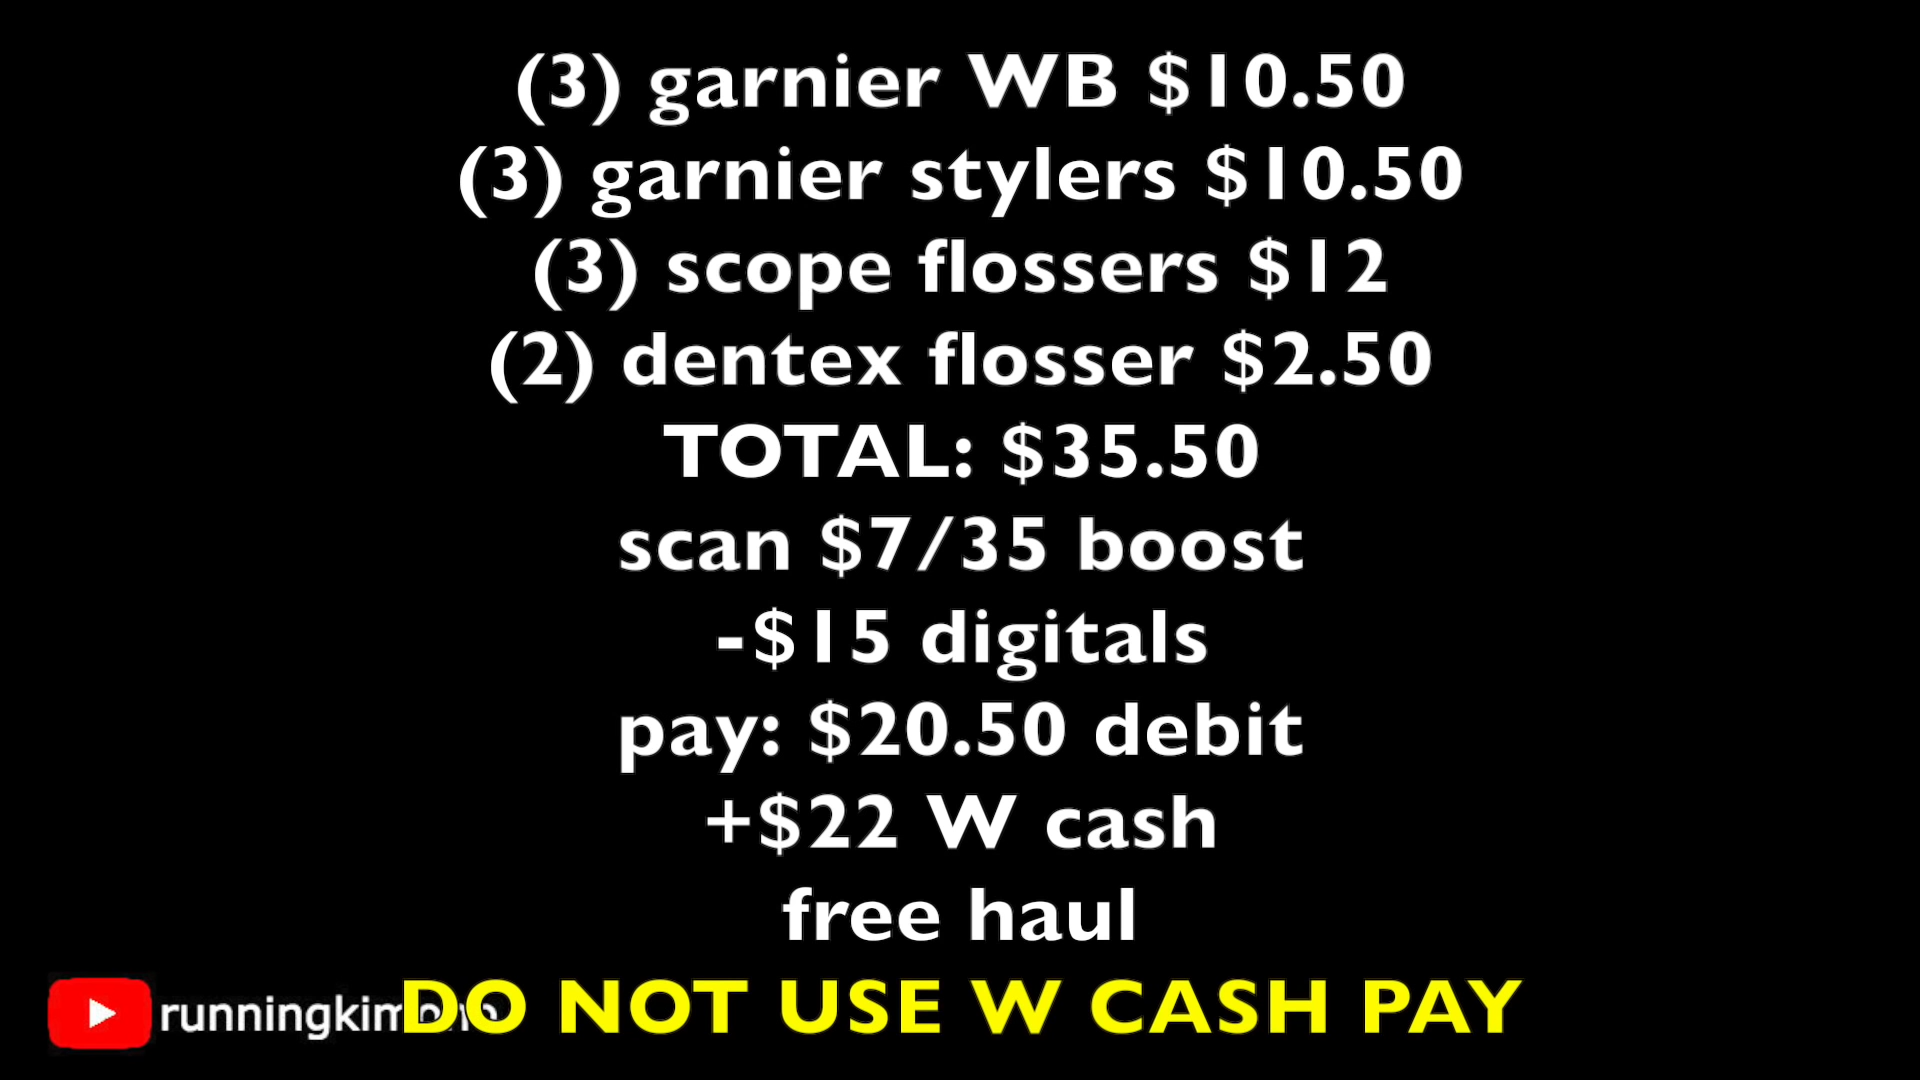 (3) garnier WB $10.50
(3) garnier stylers $10.50
(3) scope flossers $12
(2) dentex flosser $2.50
TOTAL: $35.50
scan $7/35 boost
-$15 digitals
pay: $20.50 debit
+$22 W cash
free haul
DO NOT USE W CASH PAY